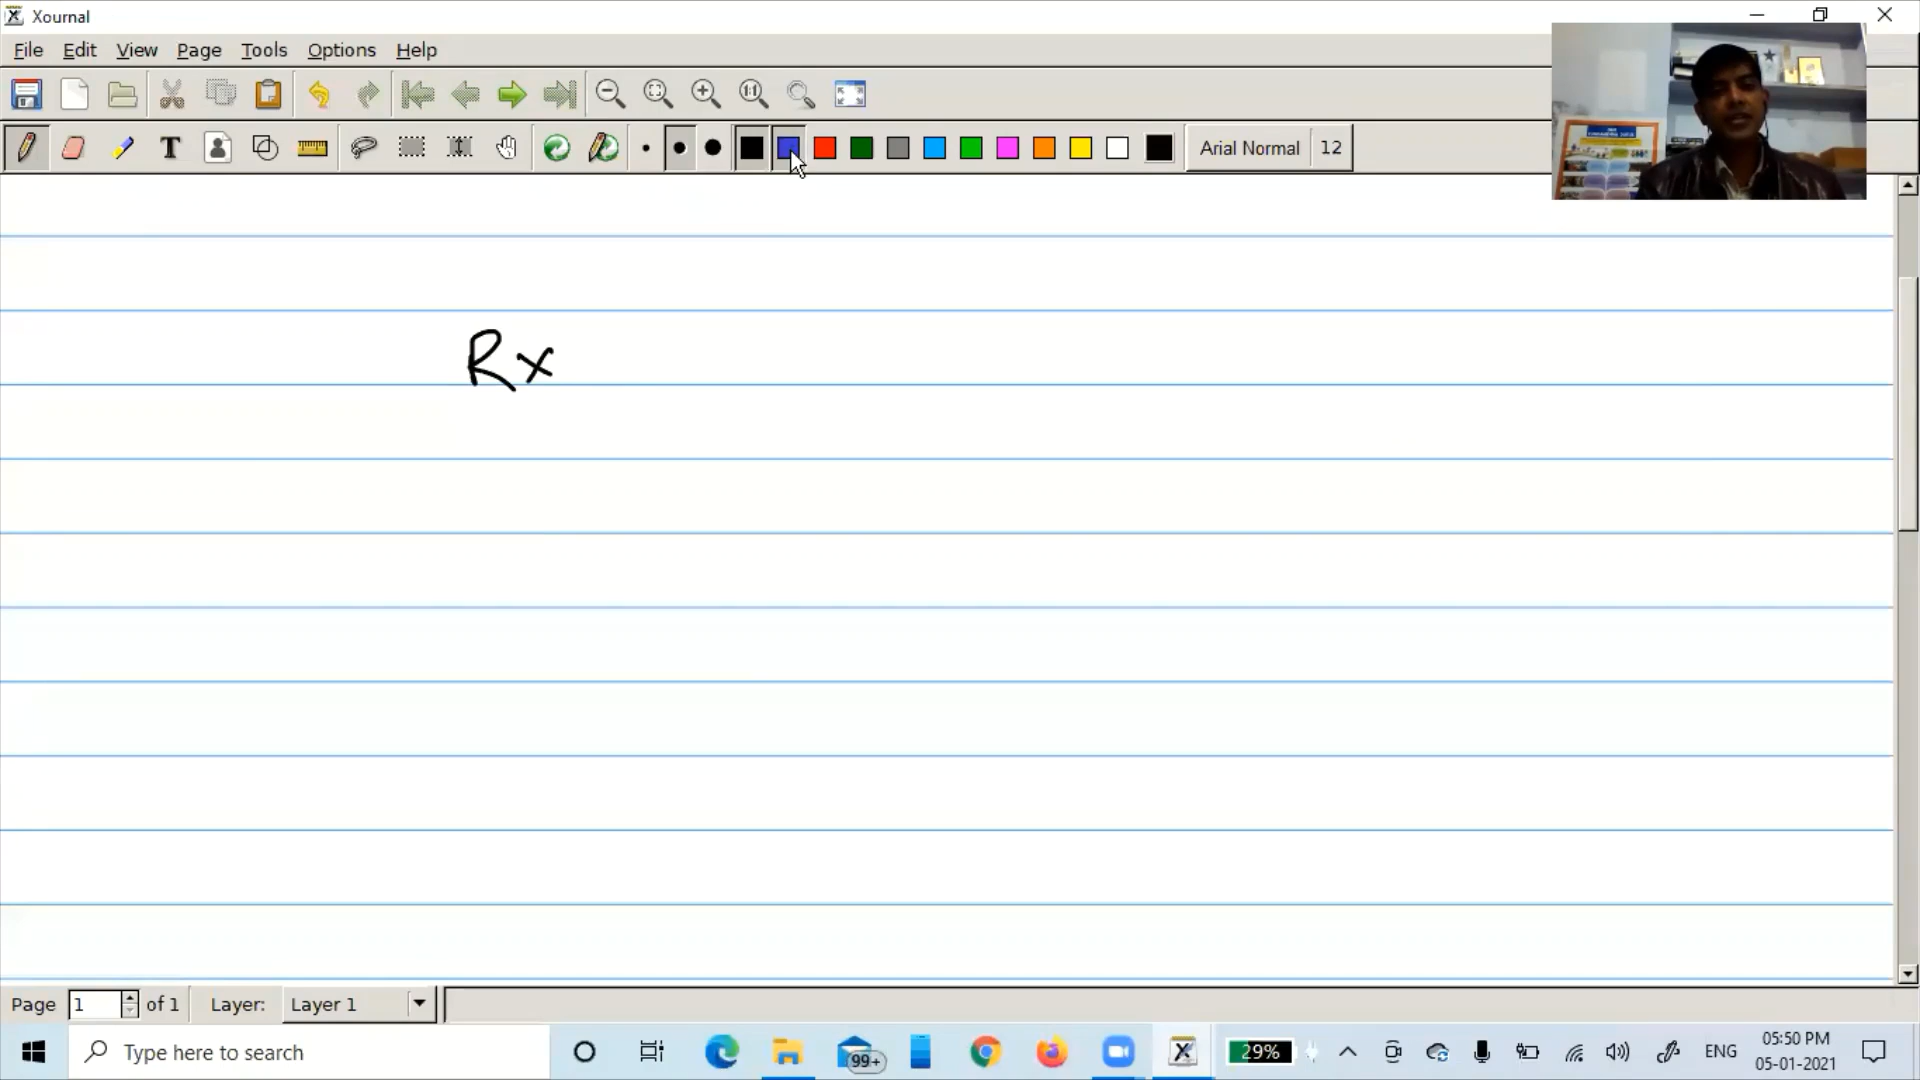 Xournal
File Edit View Page Tools Options Help
T Arial Normal 12
Rx
Page 1 of 1 Layer: Layer 1
Type here to search
99+
29%
ENG
05:50 PM
05-01-2021